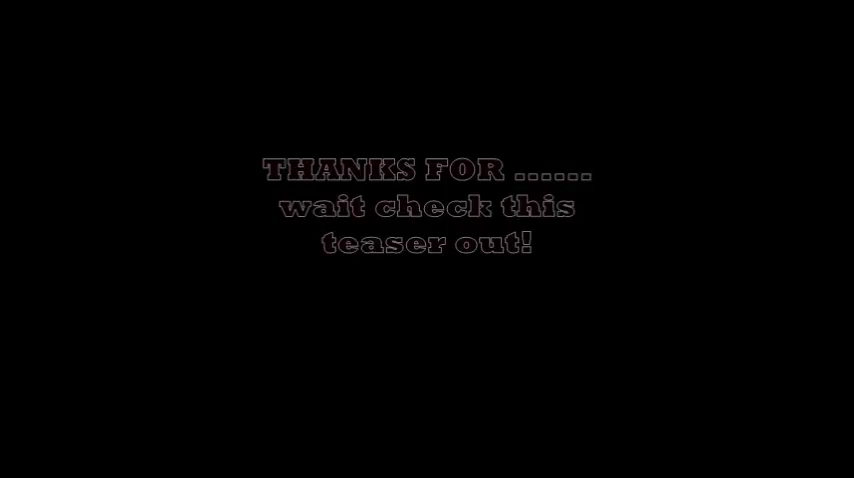 THANKS FOR ......
wait check this
teaser out!